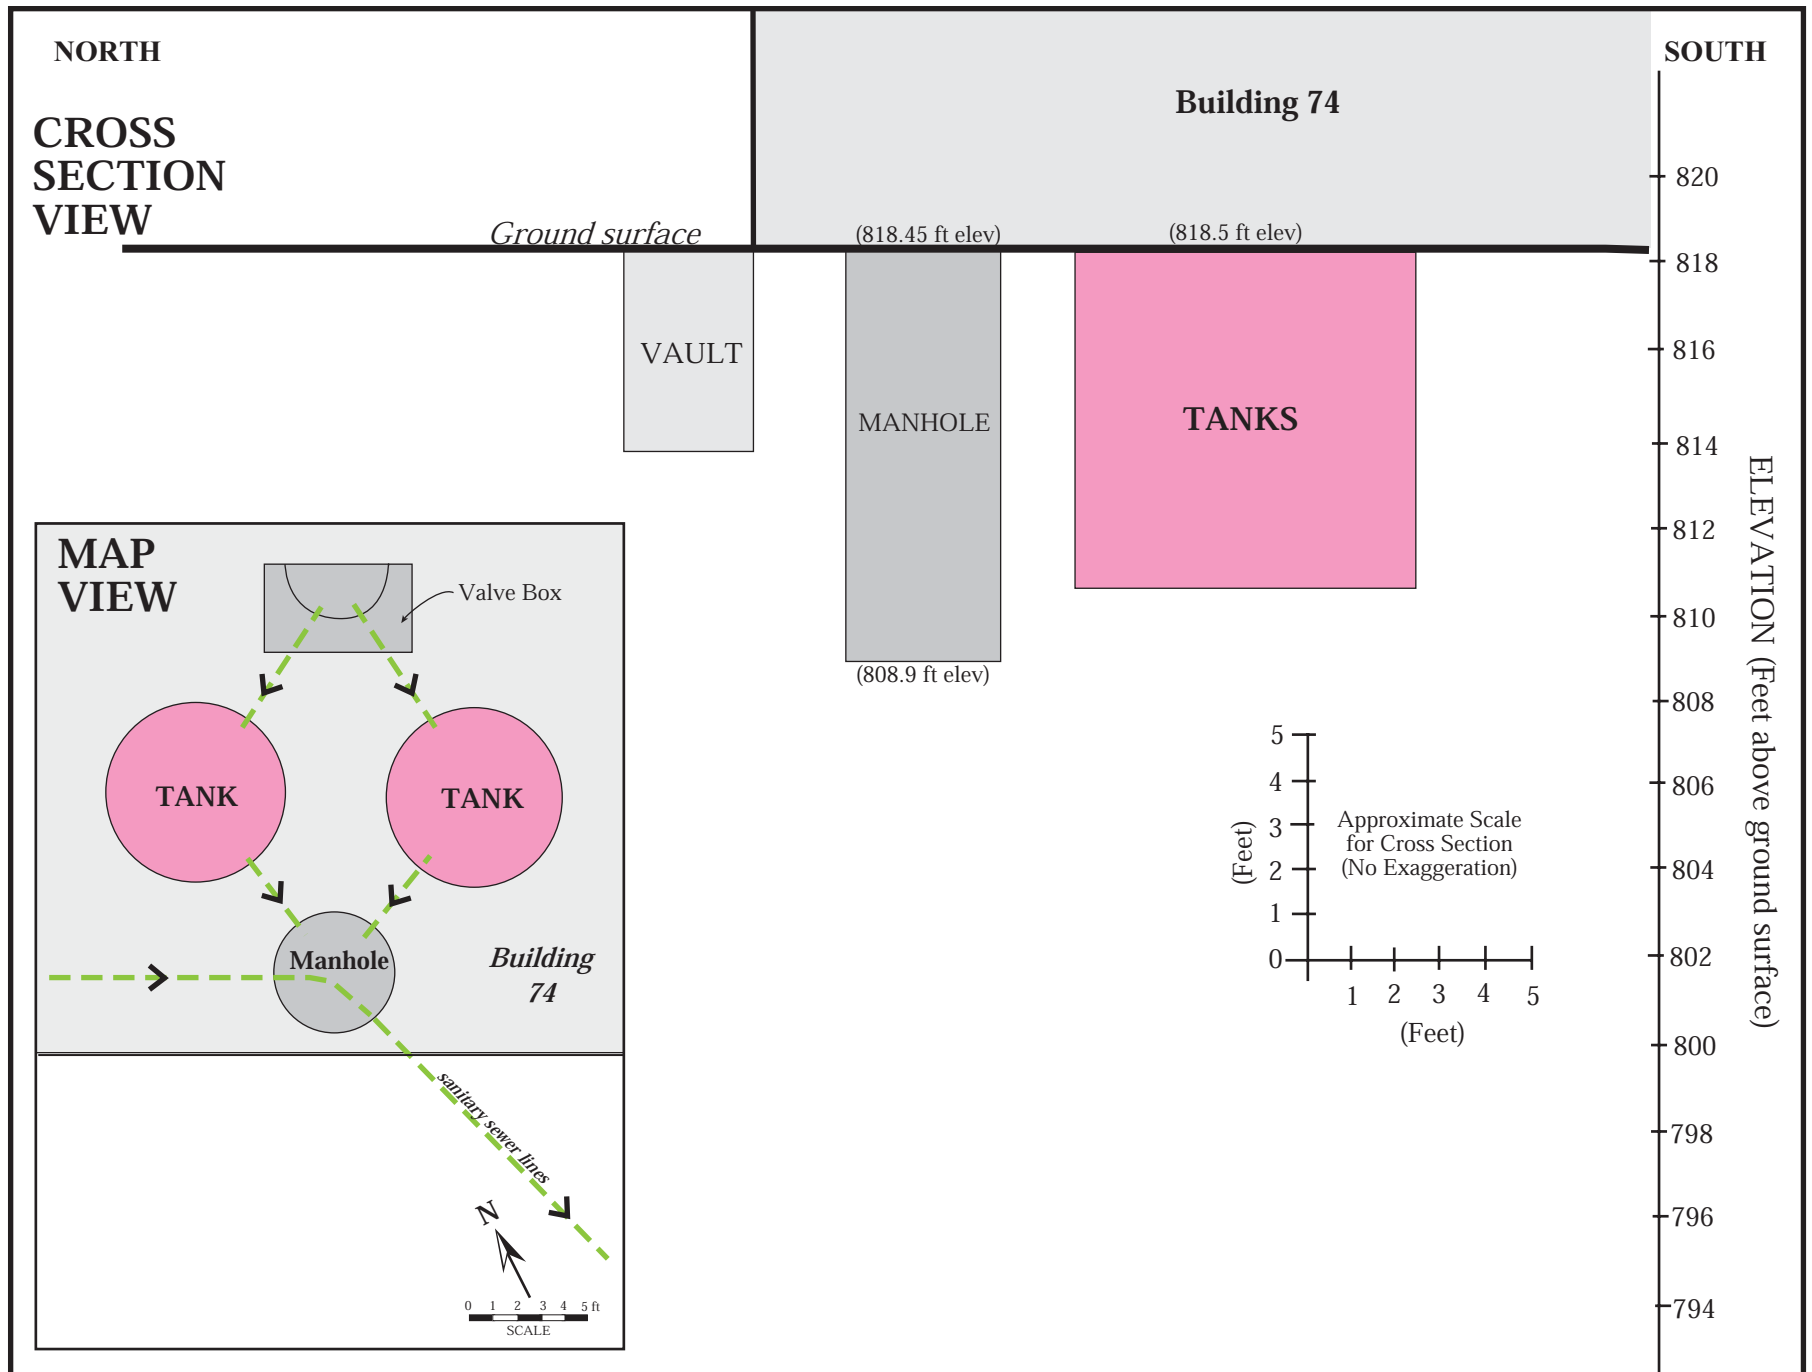 NORTH
SOUTH
CROSS
SECTION
VIEW
Building 74
Ground surface
(818.45 ft elev)
(818.5 ft elev)
VAULT
MANHOLE
TANKS
(808.9 ft elev)
820
818
816
814
812
810
808
806
804
802
800
798
796
794
ELEVATION (Feet above ground surface)
MAP
VIEW
Valve Box
TANK
TANK
Manhole
Building
74
sanitary sewer lines
N
0 1 2 3 4 5 ft
SCALE
5
4
3
2
1
0
(Feet)
Approximate Scale
for Cross Section
(No Exaggeration)
1 2 3 4 5
(Feet)